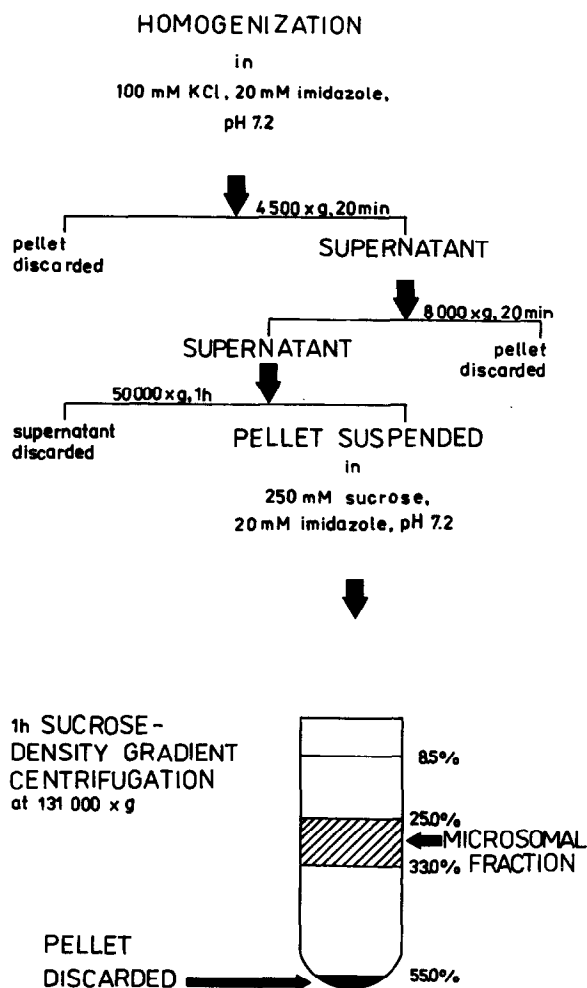 HOMOGENIZATION
in
100 mM KCl, 20 mM imidazole,
pH 7.2
4500 x g, 20 min
pellet
discarded
SUPERNATANT
8000 x g, 20 min
SUPERNATANT
pellet
discarded
50000 x g, 1h
supernatant
discarded
PELLET SUSPENDED
in
250 mM sucrose,
20 mM imidazole, pH 7.2
1h SUCROSE-
DENSITY GRADIENT
CENTRIFUGATION
at 131 000 x g
8.5%
25.0%
MICROSOMAL
FRACTION
33.0%
PELLET
DISCARDED
55.0%